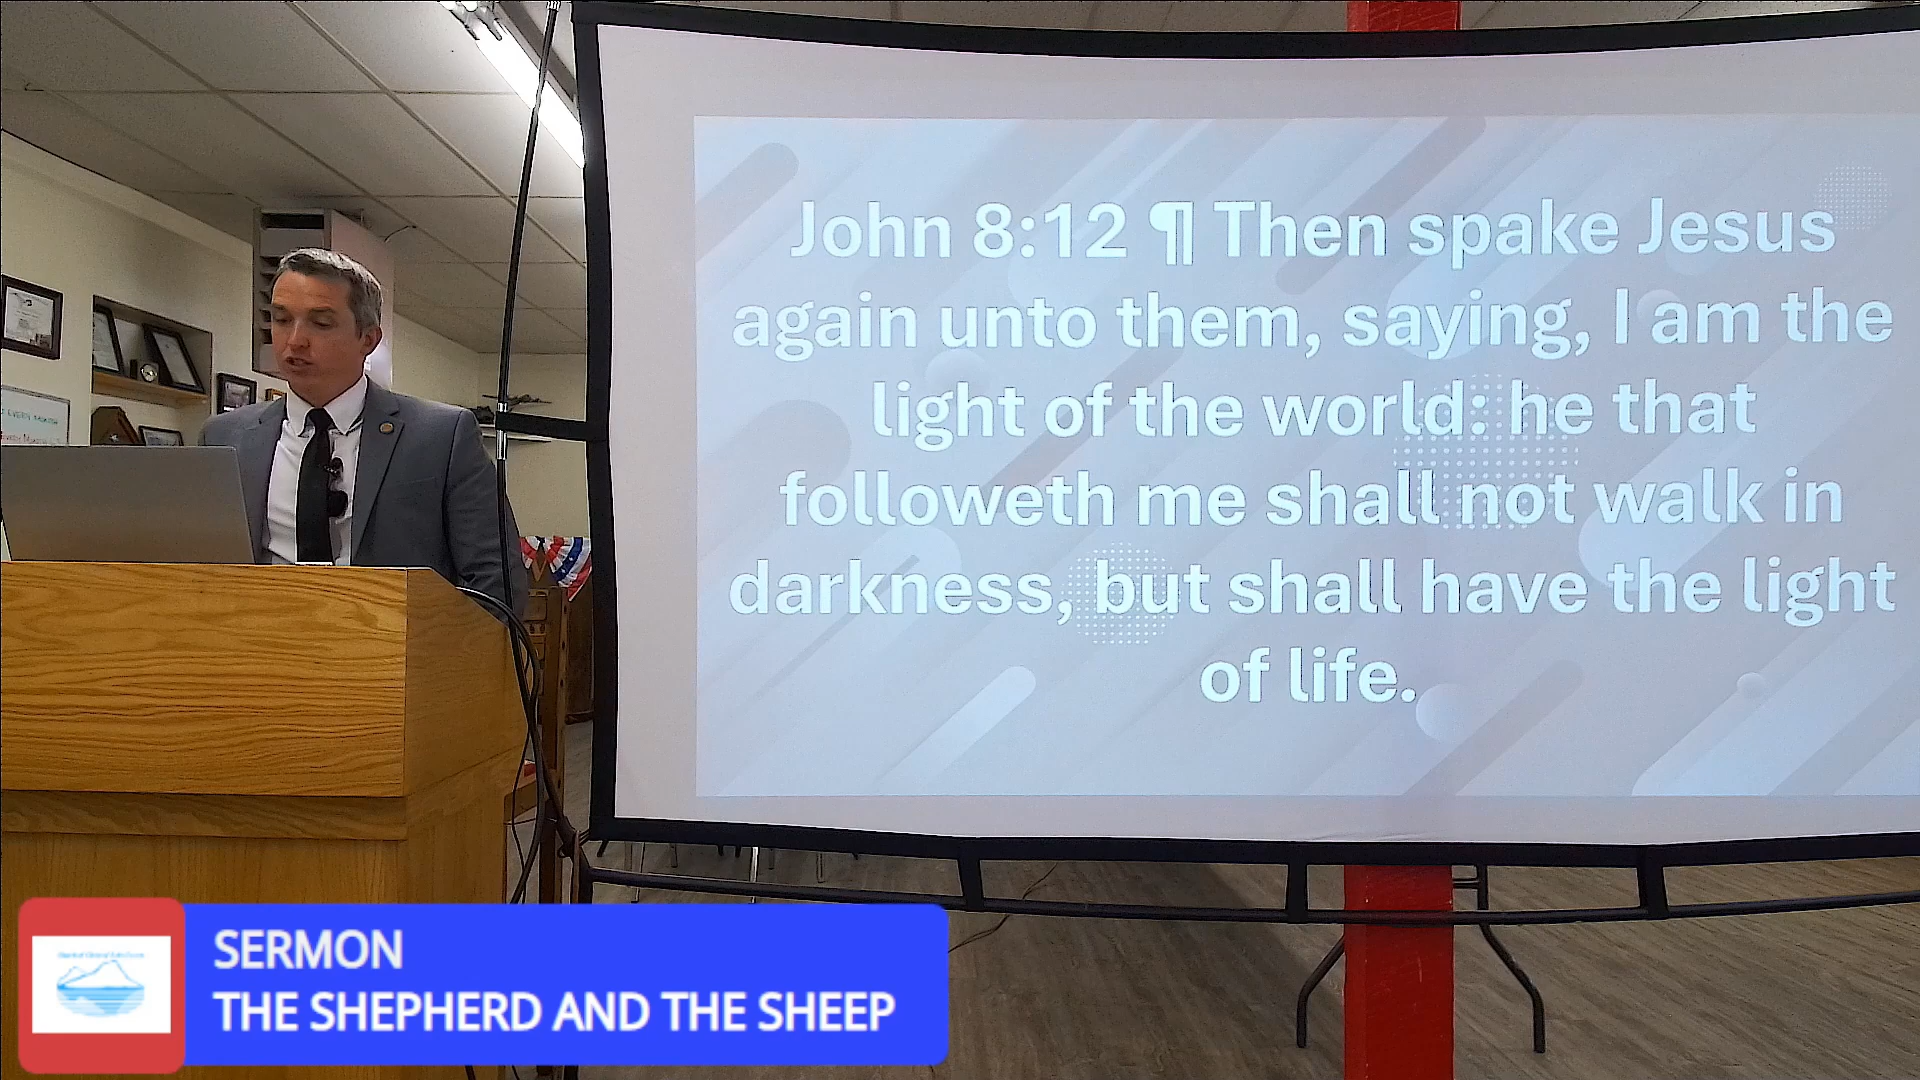 John 8:12 ¶ Then spake Jesus
again unto them, saying, I am the
light of the world: he that
followeth me shall not walk in
darkness, but shall have the light
of life.
SERMON
THE SHEPHERD AND THE SHEEP